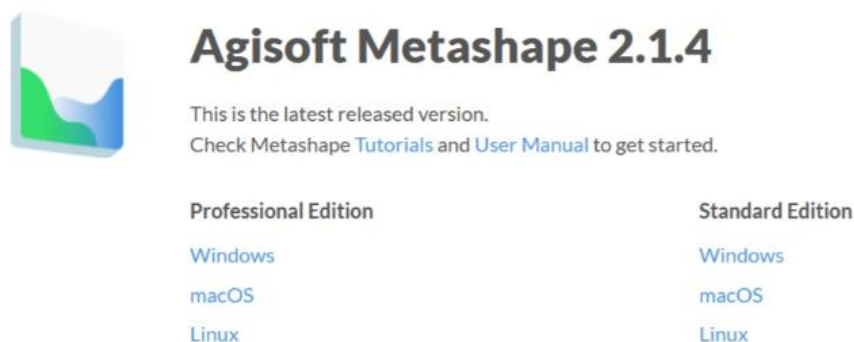 Agisoft Metashape 2.1.4
This is the latest released version.
Check Metashape Tutorials and User Manual to get started.
Professional Edition
Windows
macOS
Linux
Standard Edition
Windows
macOS
Linux